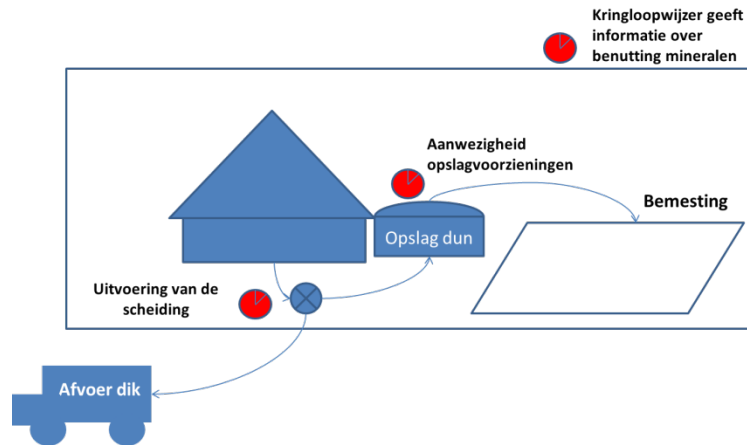 Kringloopwijzer geeft
informatie over
benutting mineralen
Aanwezigheid
opslagvoorzieningen
Bemesting
Opslag dun
Uitvoering van de
scheiding
Afvoer dik